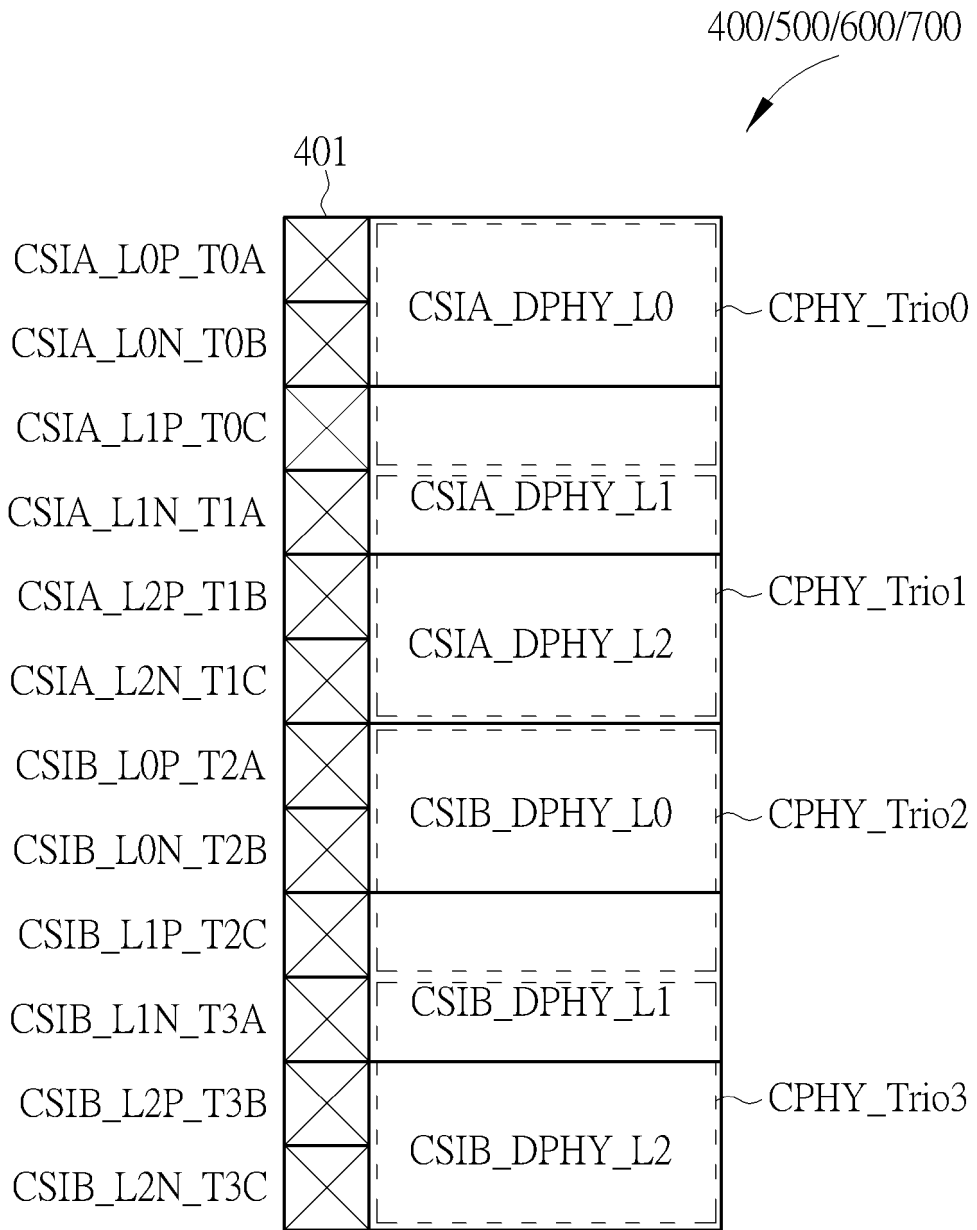 400/500/600/700
401
CSIA_L0P_T0A
CSIA_L0N_T0B
CSIA_L1P_T0C
CSIA_L1N_T1A
CSIA_L2P_T1B
CSIA_L2N_T1C
CSIB_L0P_T2A
CSIB_L0N_T2B
CSIB_L1P_T2C
CSIB_L1N_T3A
CSIB_L2P_T3B
CSIB_L2N_T3C
CSIA_DPHY_L0
CSIA_DPHY_L1
CSIA_DPHY_L2
CSIB_DPHY_L0
CSIB_DPHY_L1
CSIB_DPHY_L2
CPHY_Trio0
CPHY_Trio1
CPHY_Trio2
CPHY_Trio3